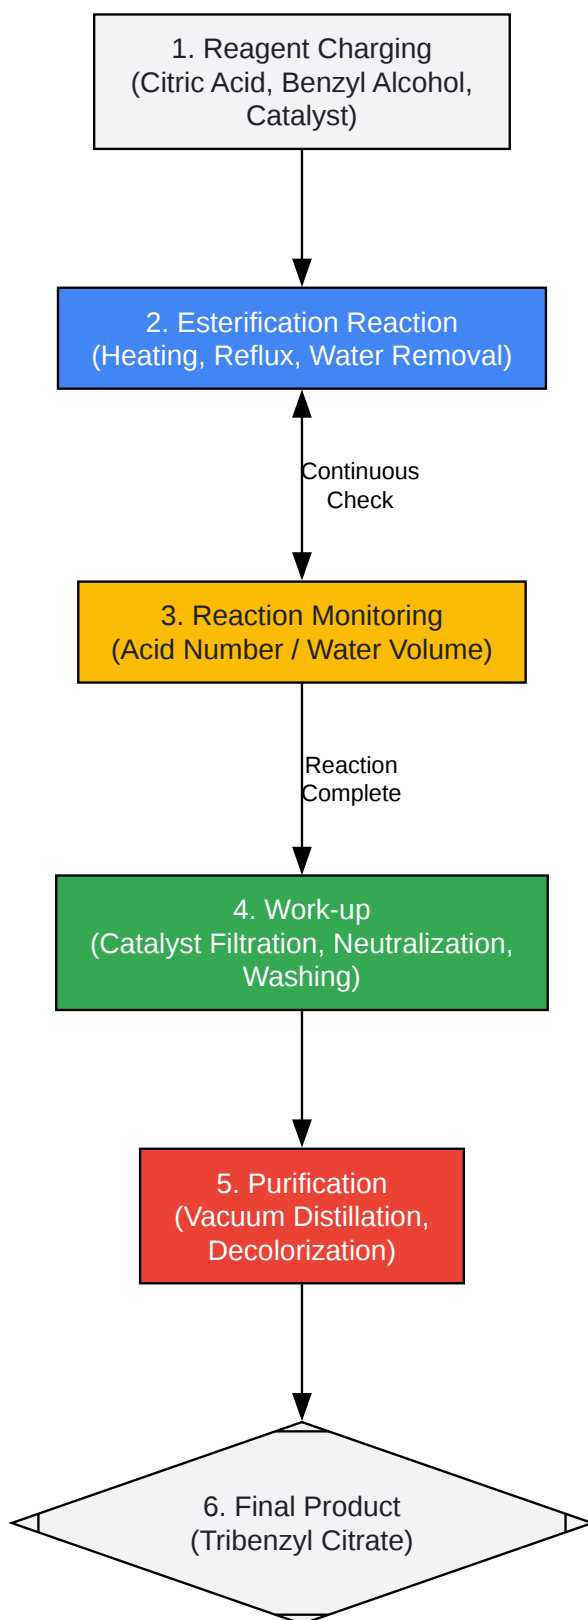 1. Reagent Charging
(Citric Acid, Benzyl Alcohol,
Catalyst)
2. Esterification Reaction
(Heating, Reflux, Water Removal)
Continuous
Check
3. Reaction Monitoring
(Acid Number / Water Volume)
Reaction
Complete
4. Work-up
(Catalyst Filtration, Neutralization,
Washing)
5. Purification
(Vacuum Distillation,
Decolorization)
6. Final Product
(Tribenzyl Citrate)